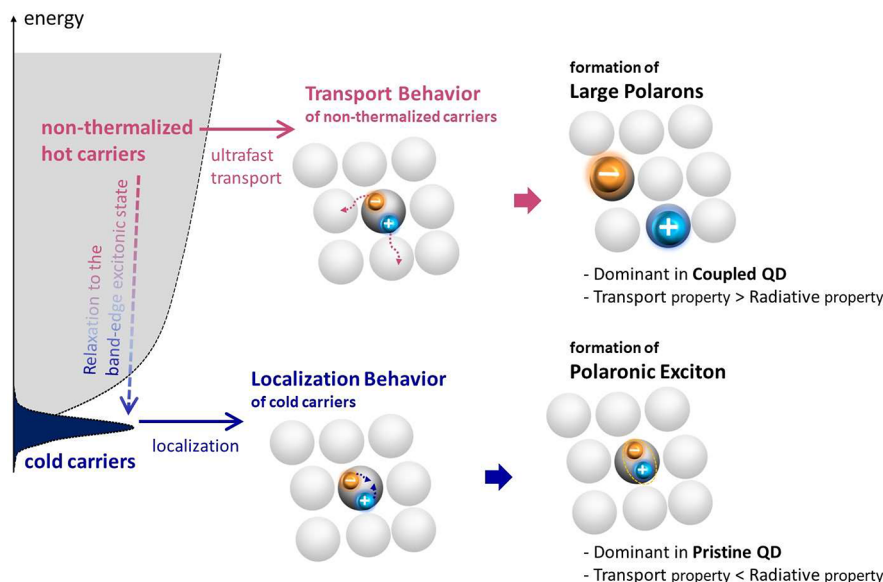 energy
non-thermalized
hot carriers
ultrafast
transport
Relaxation to the
band-edge excitonic state
Transport Behavior
of non-thermalized carriers
−
+
formation of
Large Polarons
−
+
- Dominant in Coupled QD
- Transport property > Radiative property
cold carriers
localization
Localization Behavior
of cold carriers
−
+
formation of
Polaronic Exciton
−
+
- Dominant in Pristine QD
- Transport property < Radiative property